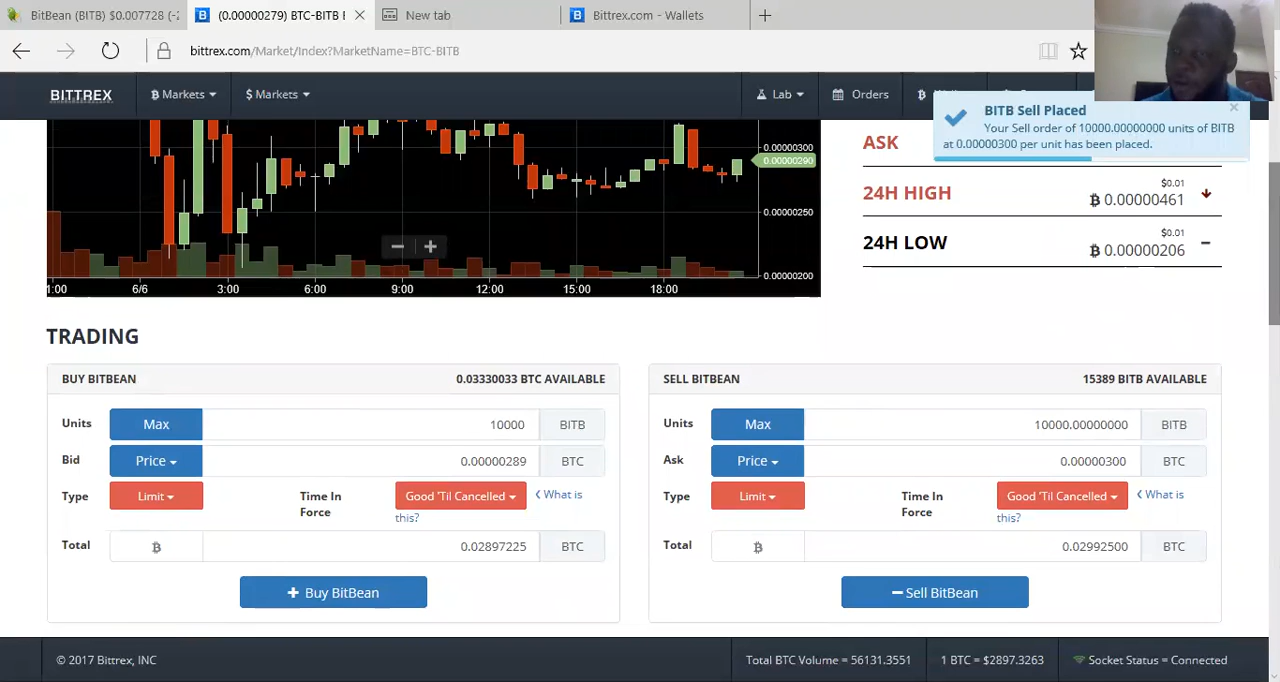 BitBean (BITB) $0.007728 (-2
(0.00000279) BTC-BITB
New tab
Bittrex.com - Wallets
bittrex.com/Market/Index?MarketName=BTC-BITB
BITTREX
Markets
$ Markets
Lab
Orders
BITB Sell Placed
Your Sell order of 10000.00000000 units of BITB
at 0.00000300 per unit has been placed.
0.00000300
0.00000290
0.00000250
0.00000200
1:00 6/6 3:00 6:00 9:00 12:00 15:00 18:00
ASK
24H HIGH
$0.01
0.00000461
24H LOW
$0.01
0.00000206
TRADING
BUY BITBEAN 0.03330033 BTC AVAILABLE
Units Max 10000 BITB
Bid Price 0.00000289 BTC
Type Limit Time In Force Good 'Til Cancelled What is this?
Total 0.02897225 BTC
Buy BitBean
SELL BITBEAN 15389 BITB AVAILABLE
Units Max 10000.00000000 BITB
Ask Price 0.00000300 BTC
Type Limit Time In Force Good 'Til Cancelled What is this?
Total 0.02992500 BTC
Sell BitBean
© 2017 Bittrex, INC
Total BTC Volume = 56131.3551
1 BTC = $2897.3263
Socket Status = Connected